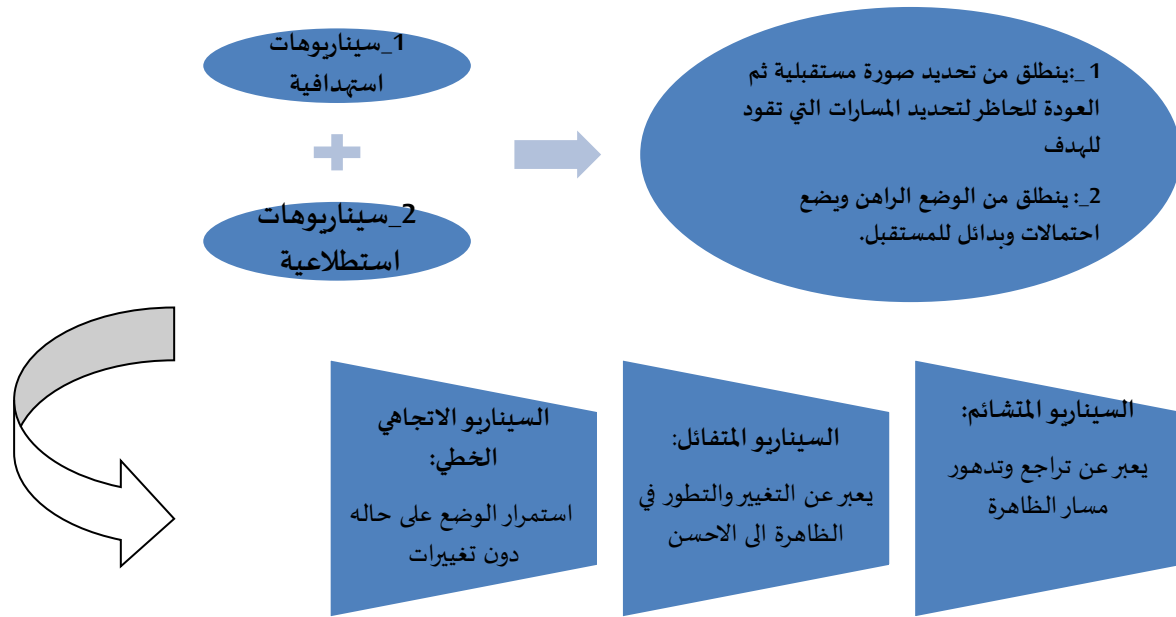 1_سيناريوهات
استهدافية
2_سيناريوهات
استطلاعية
1 _:ينطلق من تحديد صورة مستقبلية ثم
العودة للحاظر لتحديد المسارات التي تقود
للهدف
2_: ينطلق من الوضع الراهن ويضع
احتمالات وبدائل للمستقبل.
السيناريو المتشائم:
يعبر عن تراجع وتدهور
مسار الظاهرة
السيناريو المتفائل:
يعبر عن التغيير والتطور في
الظاهرة الى الاحسن
السيناريو الاتجاهي
الخطي:
استمرار الوضع على حاله
دون تغييرات